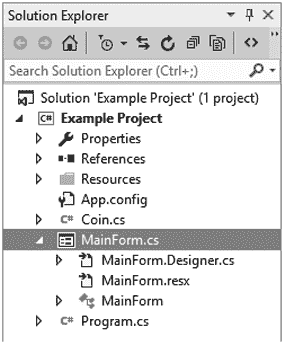 Solution Explorer
Search Solution Explorer (Ctrl+;)
Solution 'Example Project' (1 project)
C# Example Project
Properties
References
Resources
App.config
C# Coin.cs
MainForm.cs
MainForm.Designer.cs
MainForm.resx
MainForm
C# Program.cs